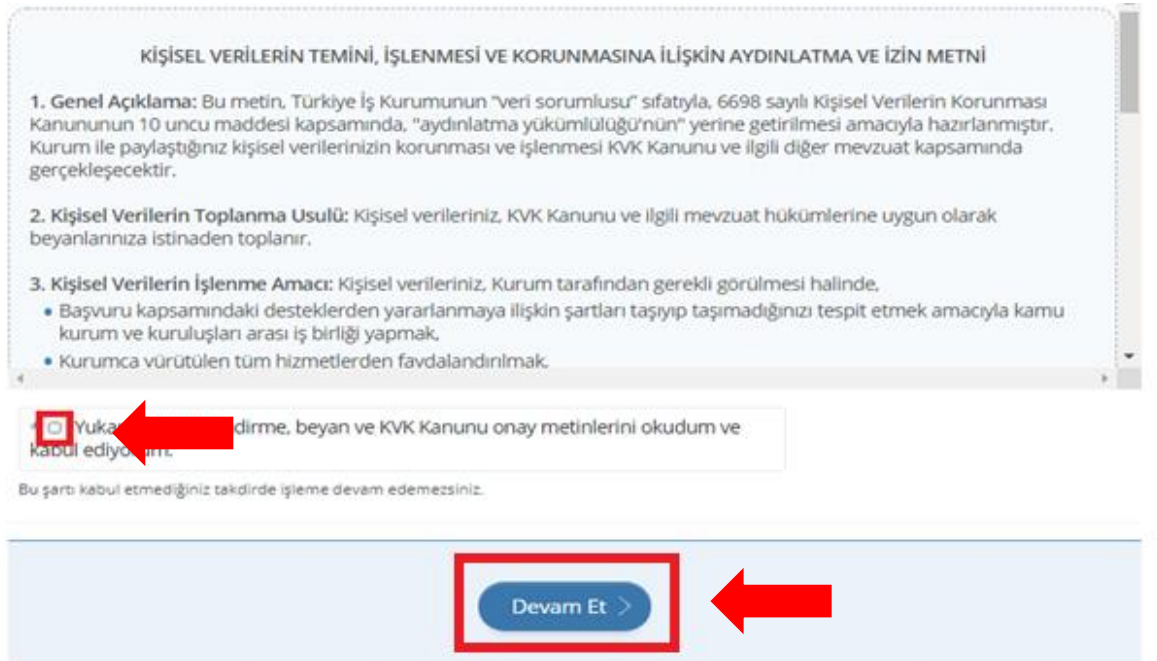 KİŞİSEL VERİLERİN TEMİNİ, İŞLENMESİ VE KORUNMASINA İLİŞKİN AYDINLATMA VE İZİN METNİ
1. Genel Açıklama: Bu metin, Türkiye İş Kurumunun "veri sorumlusu" sıfatıyla, 6698 sayılı Kişisel Verilerin Korunması
Kanununun 10 uncu maddesi kapsamında, "aydınlatma yükümlülüğü'nün" yerine getirilmesi amacıyla hazırlanmıştır.
Kurum ile paylaştığınız kişisel verilerinizin korunması ve işlenmesi KVK Kanunu ve ilgili diğer mevzuat kapsamında
gerçekleşecektir.
2. Kişisel Verilerin Toplanma Usulü: Kişisel verileriniz, KVK Kanunu ve ilgili mevzuat hükümlerine uygun olarak
beyanlarınıza istinaden toplanır.
3. Kişisel Verilerin İşlenme Amacı: Kişisel verileriniz, Kurum tarafından gerekli görülmesi halinde,
• Başvuru kapsamındaki desteklerden yararlanmaya ilişkin şartları taşıyıp taşımadığınızı tespit etmek amacıyla kamu
kurum ve kuruluşları arası iş birliği yapmak,
• Kurumca yürütülen tüm hizmetlerden faydalandırılmak,
dirme, beyan ve KVK Kanunu onay metinlerini okudum ve
kabul ediyorum.
Bu şartı kabul etmediğiniz takdirde işleme devam edemezsiniz.
Devam Et >